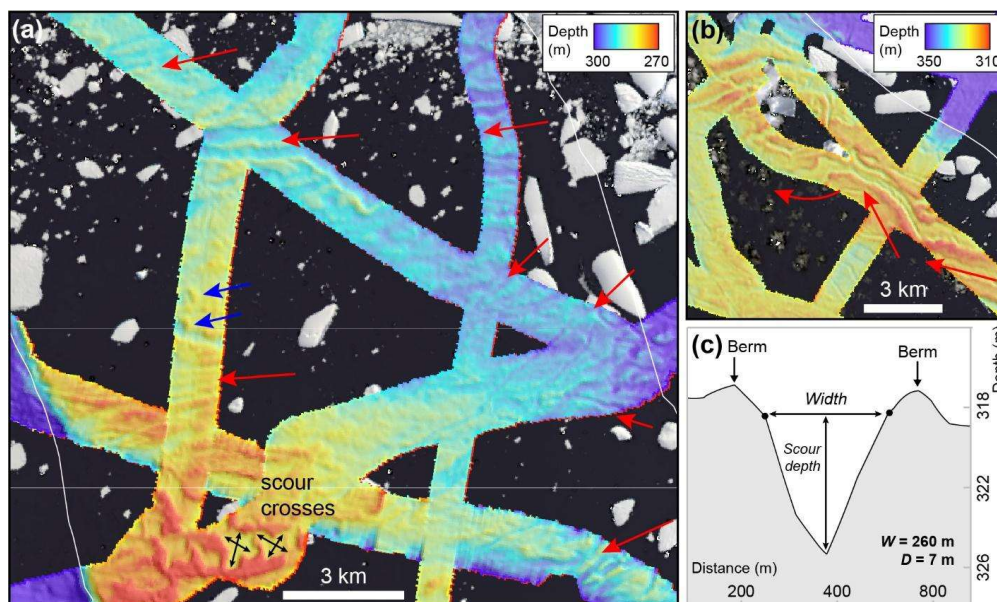 (a)
Depth
(m)
300
270
scour
crosses
3 km
(b)
Depth
(m)
350
310
3 km
(c)
Berm
Berm
Width
Scour
depth
W = 260 m
D = 7 m
Distance (m)
200
400
800
318
322
326